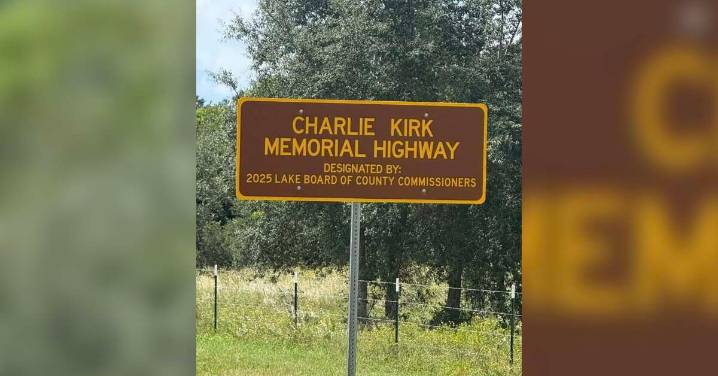 CHARLIE KIRK
MEMORIAL HIGHWAY
DESIGNATED BY:
2025 LAKE BOARD OF COUNTY COMMISSIONERS